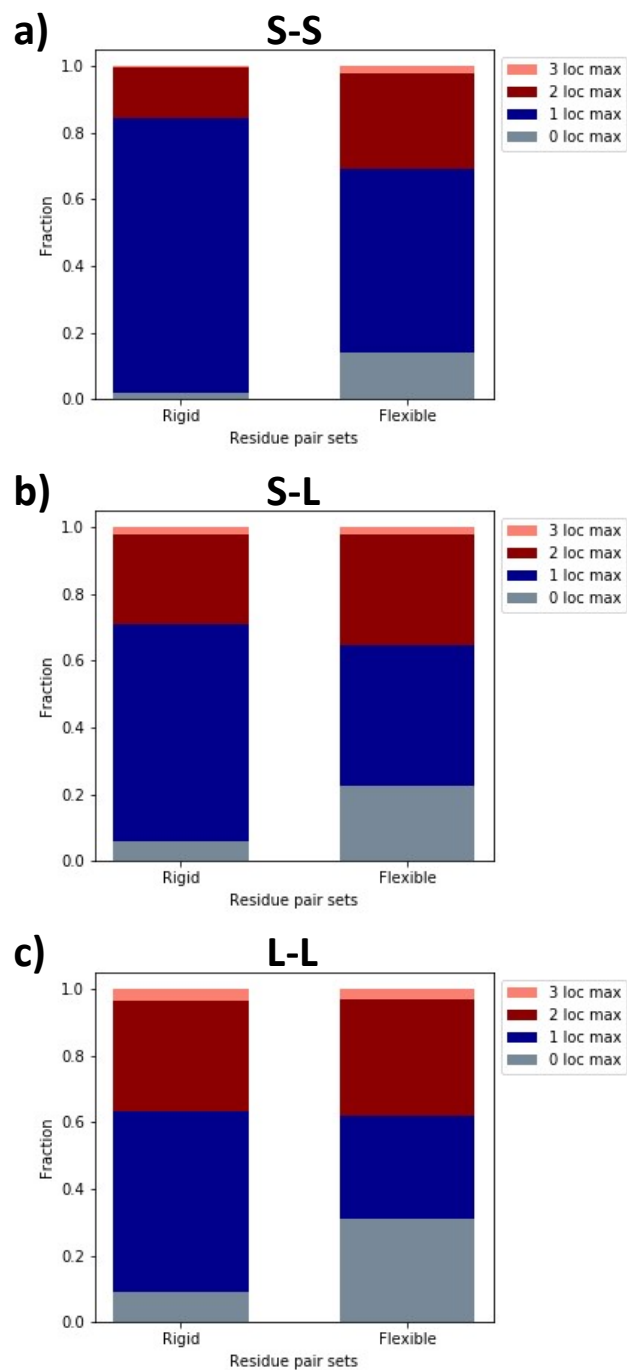 a)
S-S
1.0
0.8
0.6
0.4
0.2
0.0
Fraction
Rigid
Flexible
Residue pair sets
3 loc max
2 loc max
1 loc max
0 loc max
b)
S-L
1.0
0.8
0.6
0.4
0.2
0.0
Fraction
Rigid
Flexible
Residue pair sets
3 loc max
2 loc max
1 loc max
0 loc max
c)
L-L
1.0
0.8
0.6
0.4
0.2
0.0
Fraction
Rigid
Flexible
Residue pair sets
3 loc max
2 loc max
1 loc max
0 loc max